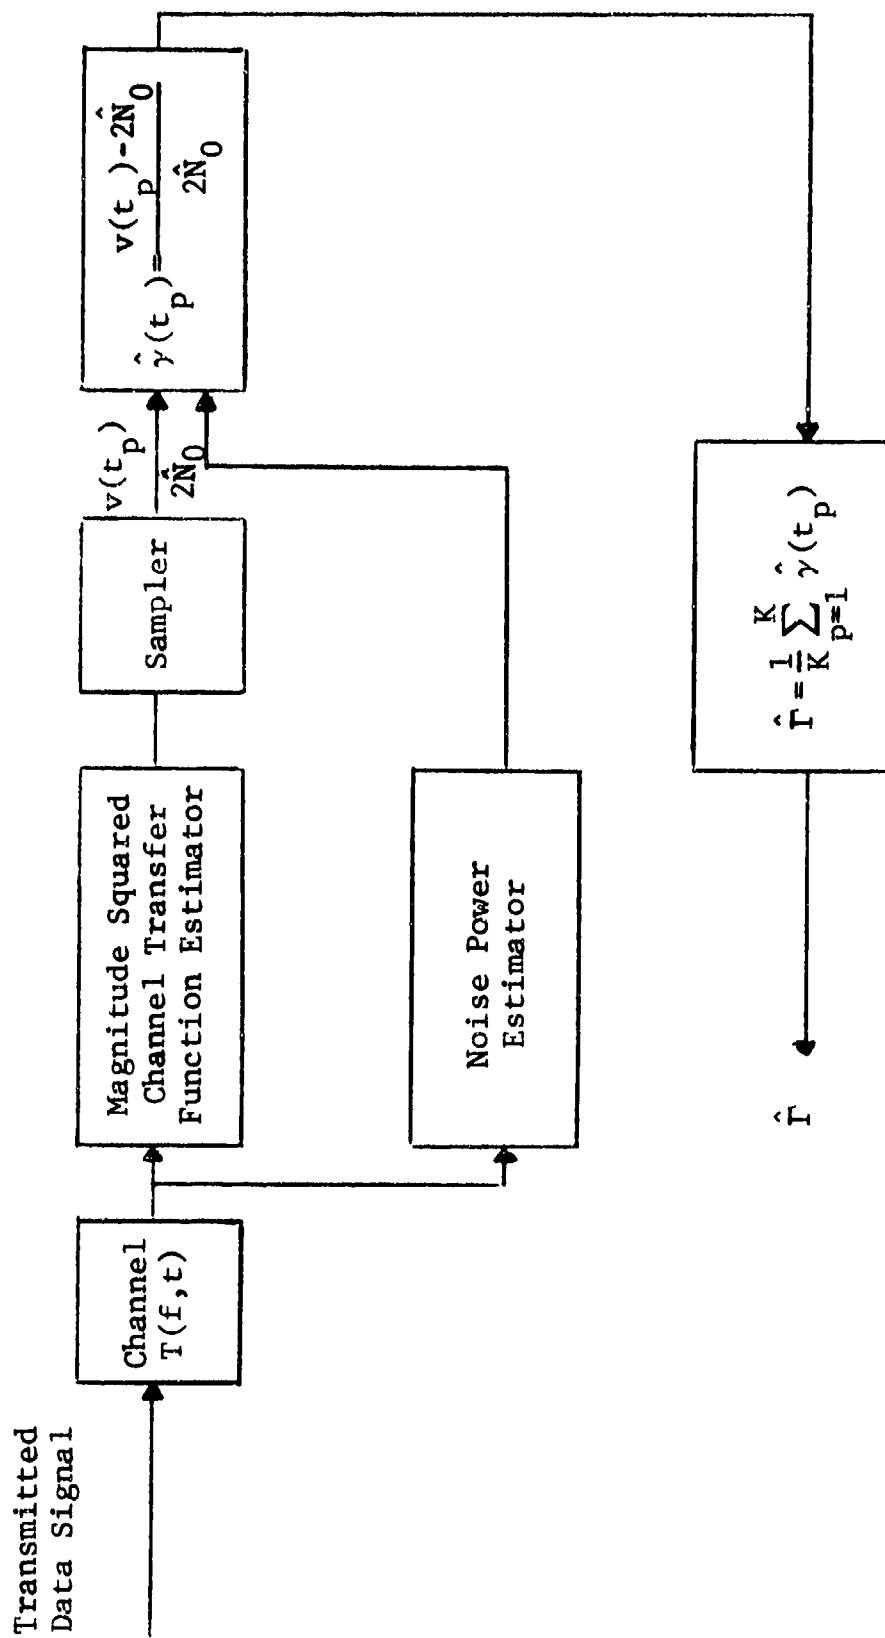 Transmitted
Data Signal
Channel
T(f,t)
Magnitude Squared
Channel Transfer
Function Estimator
Sampler
v(t_p)
2N̂_0
γ̂(t_p)= v(t_p)-2N̂_0 / 2N̂_0
Noise Power
Estimator
Γ̂ = 1/K ∑_{p=1}^{K} γ̂(t_p)
Γ̂